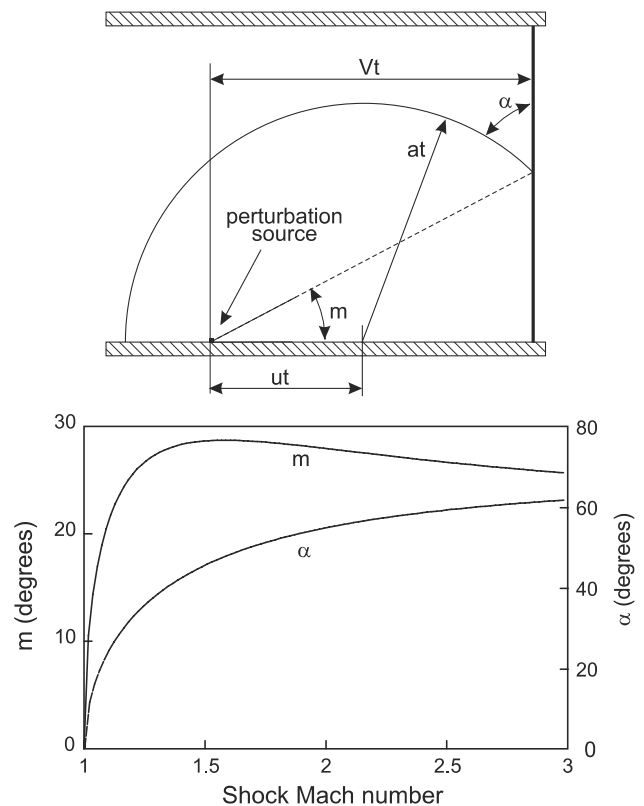 Vt
α
at
perturbation
source
m
ut
30
20
10
0
80
60
40
20
0
m
α
m (degrees)
α (degrees)
1
1.5
2
2.5
3
Shock Mach number